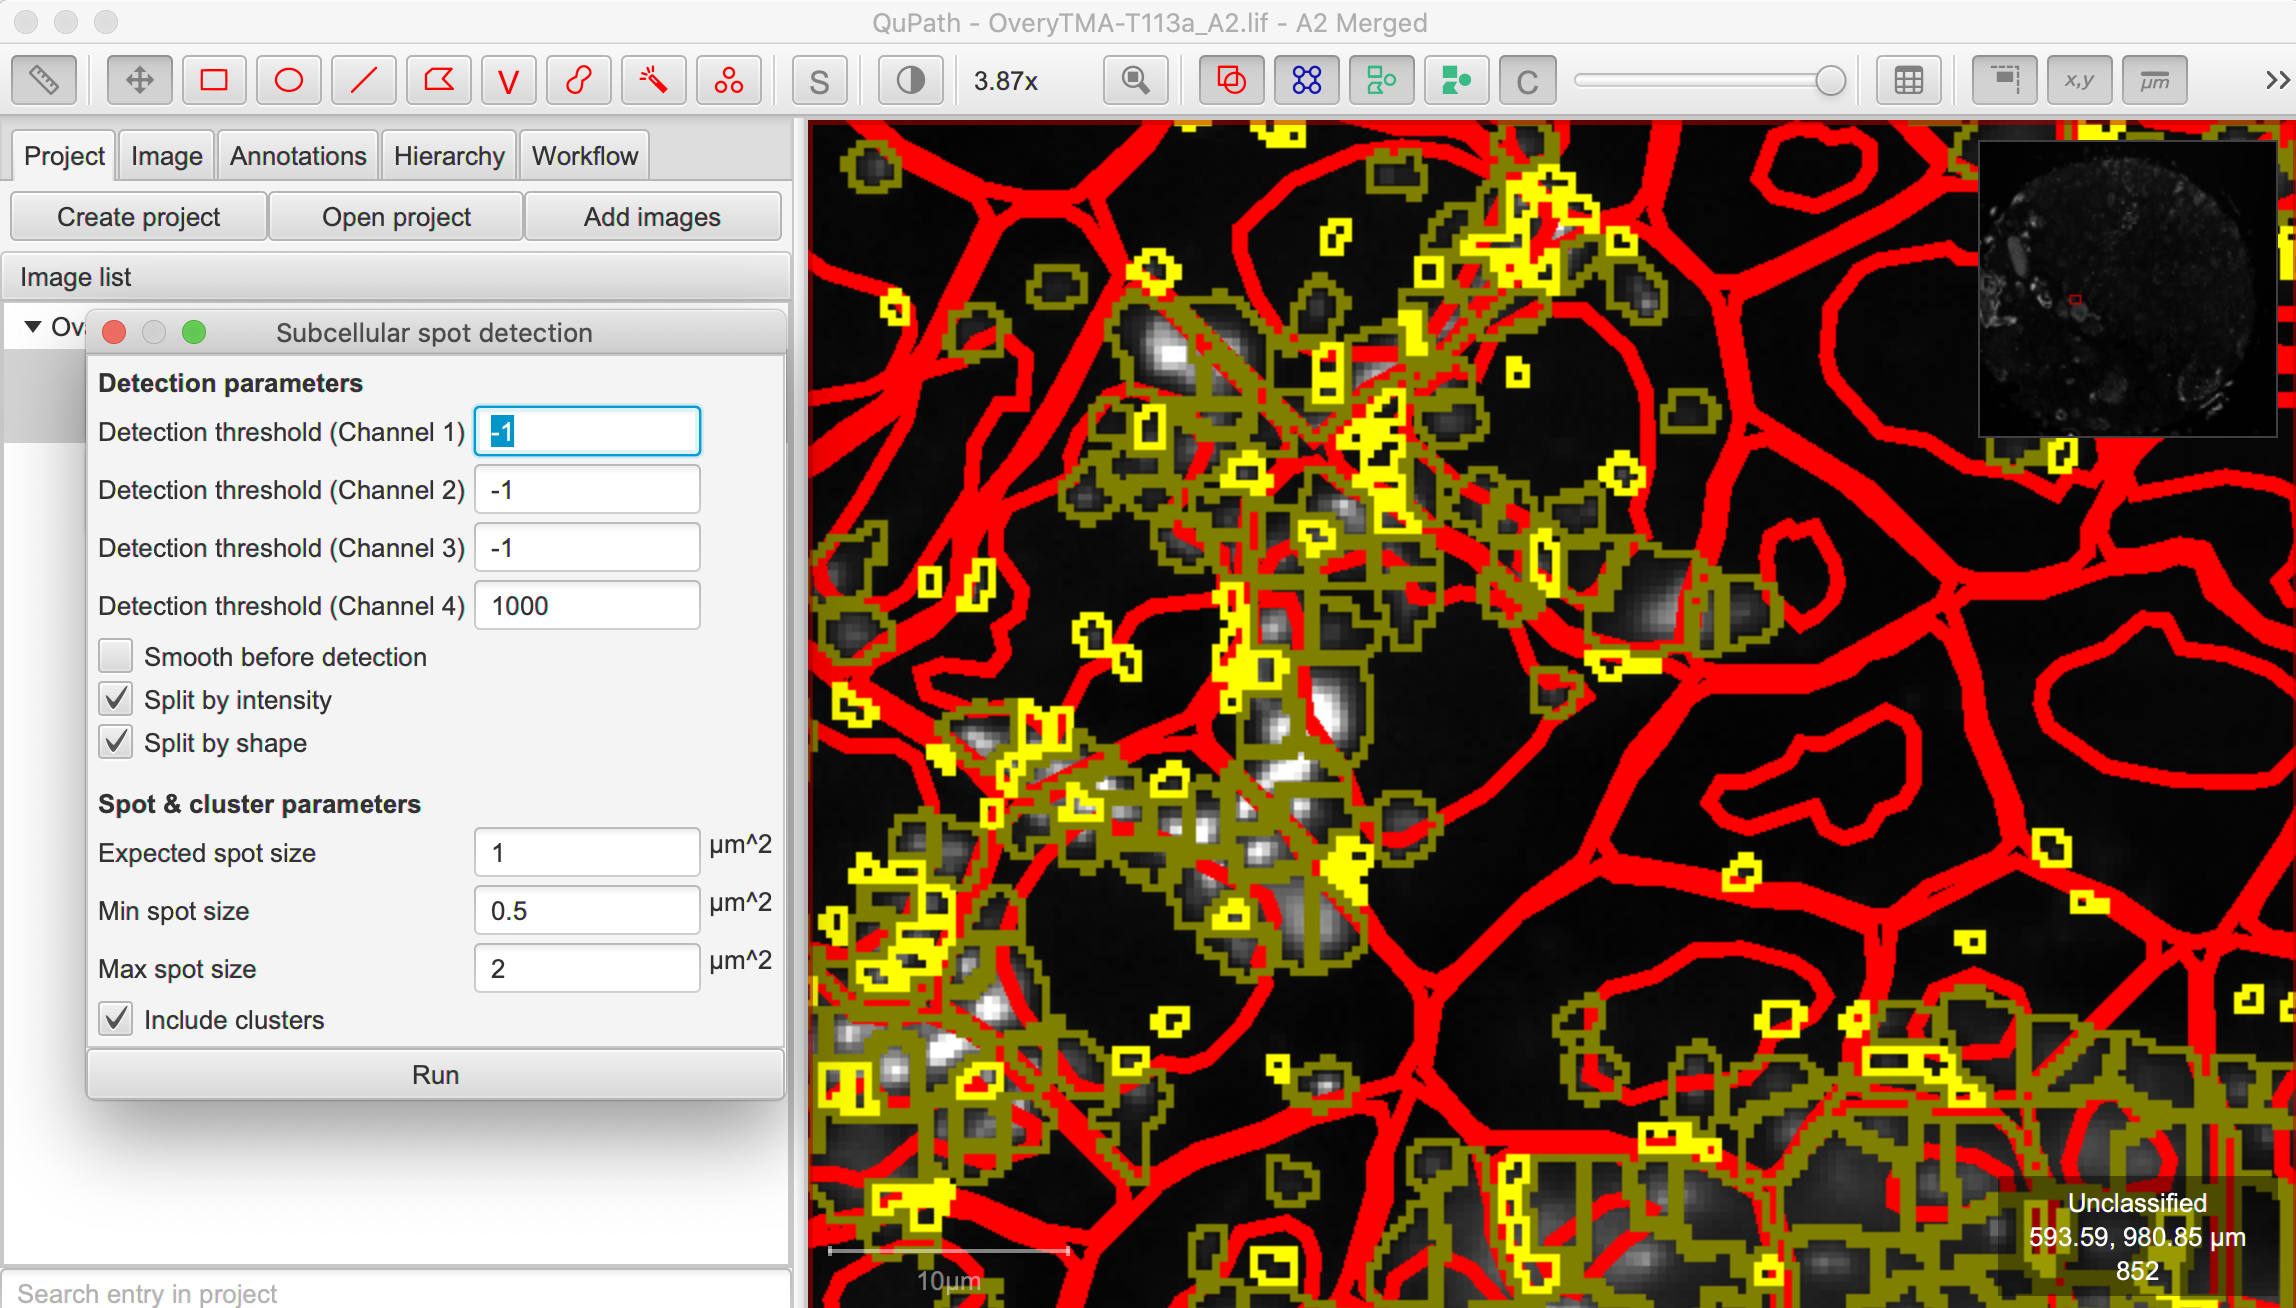 QuPath - OveryTMA-T113a_A2.lif - A2 Merged
V
S
3.87x
C
x,y
µm
Project
Image
Annotations
Hierarchy
Workflow
Create project
Open project
Add images
Image list
Subcellular spot detection
Detection parameters
Detection threshold (Channel 1) -1
Detection threshold (Channel 2) -1
Detection threshold (Channel 3) -1
Detection threshold (Channel 4) 1000
Smooth before detection
Split by intensity
Split by shape
Spot & cluster parameters
Expected spot size 1 µm^2
Min spot size 0.5 µm^2
Max spot size 2 µm^2
Include clusters
Run
Search entry in project
10µm
Unclassified
593.59, 980.85 µm
852